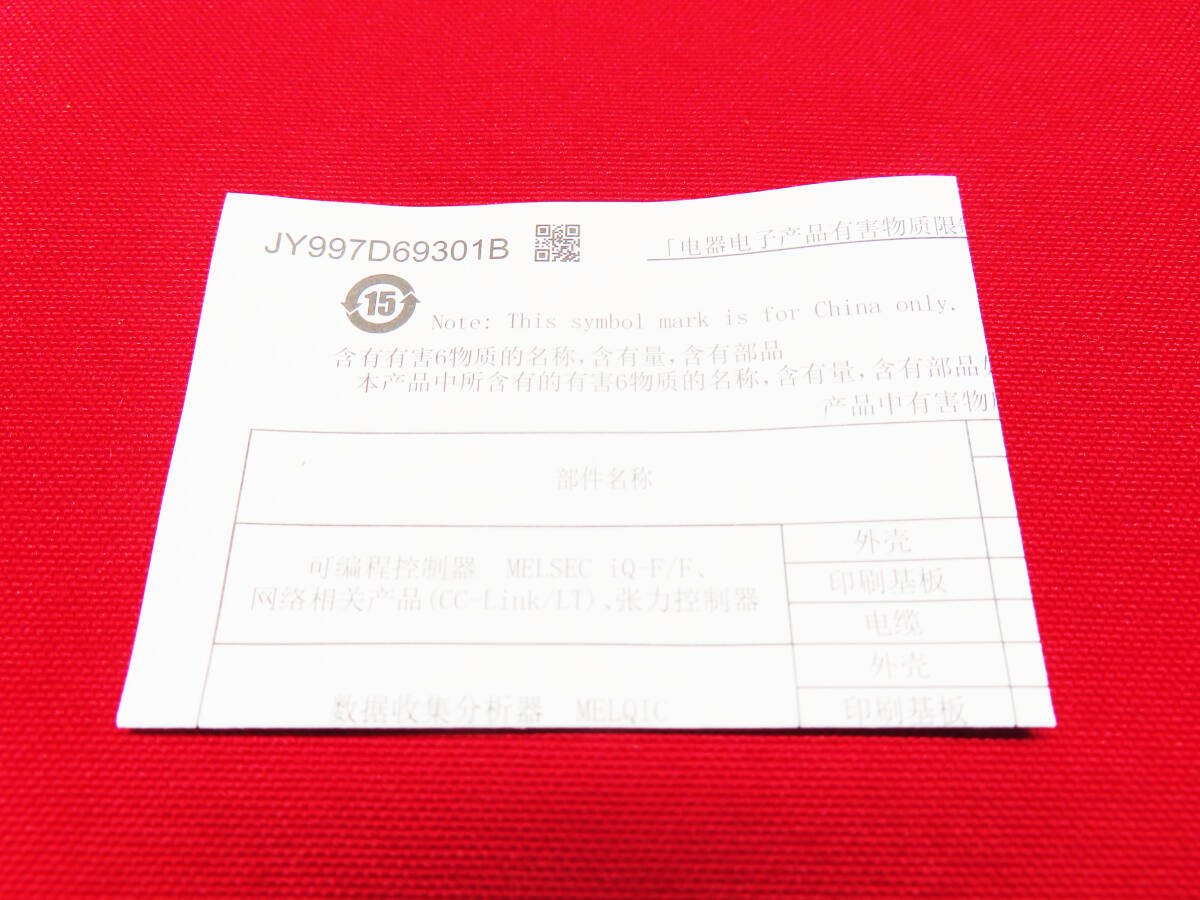 JY997D69301B
「电器电子产品有害物质限
15
Note: This symbol mark is for China only.
含有有害6物质的名称,含有量,含有部品
本产品中所含有的有害6物质的名称,含有量,含有部品
产品中有害物
部件名称
可编程控制器 MELSEC iQ-F/F、
网络相关产品(CC-Link/LT)、张力控制器
外壳
印刷基板
电缆
数据收集分析器 MELQIC
外壳
印刷基板